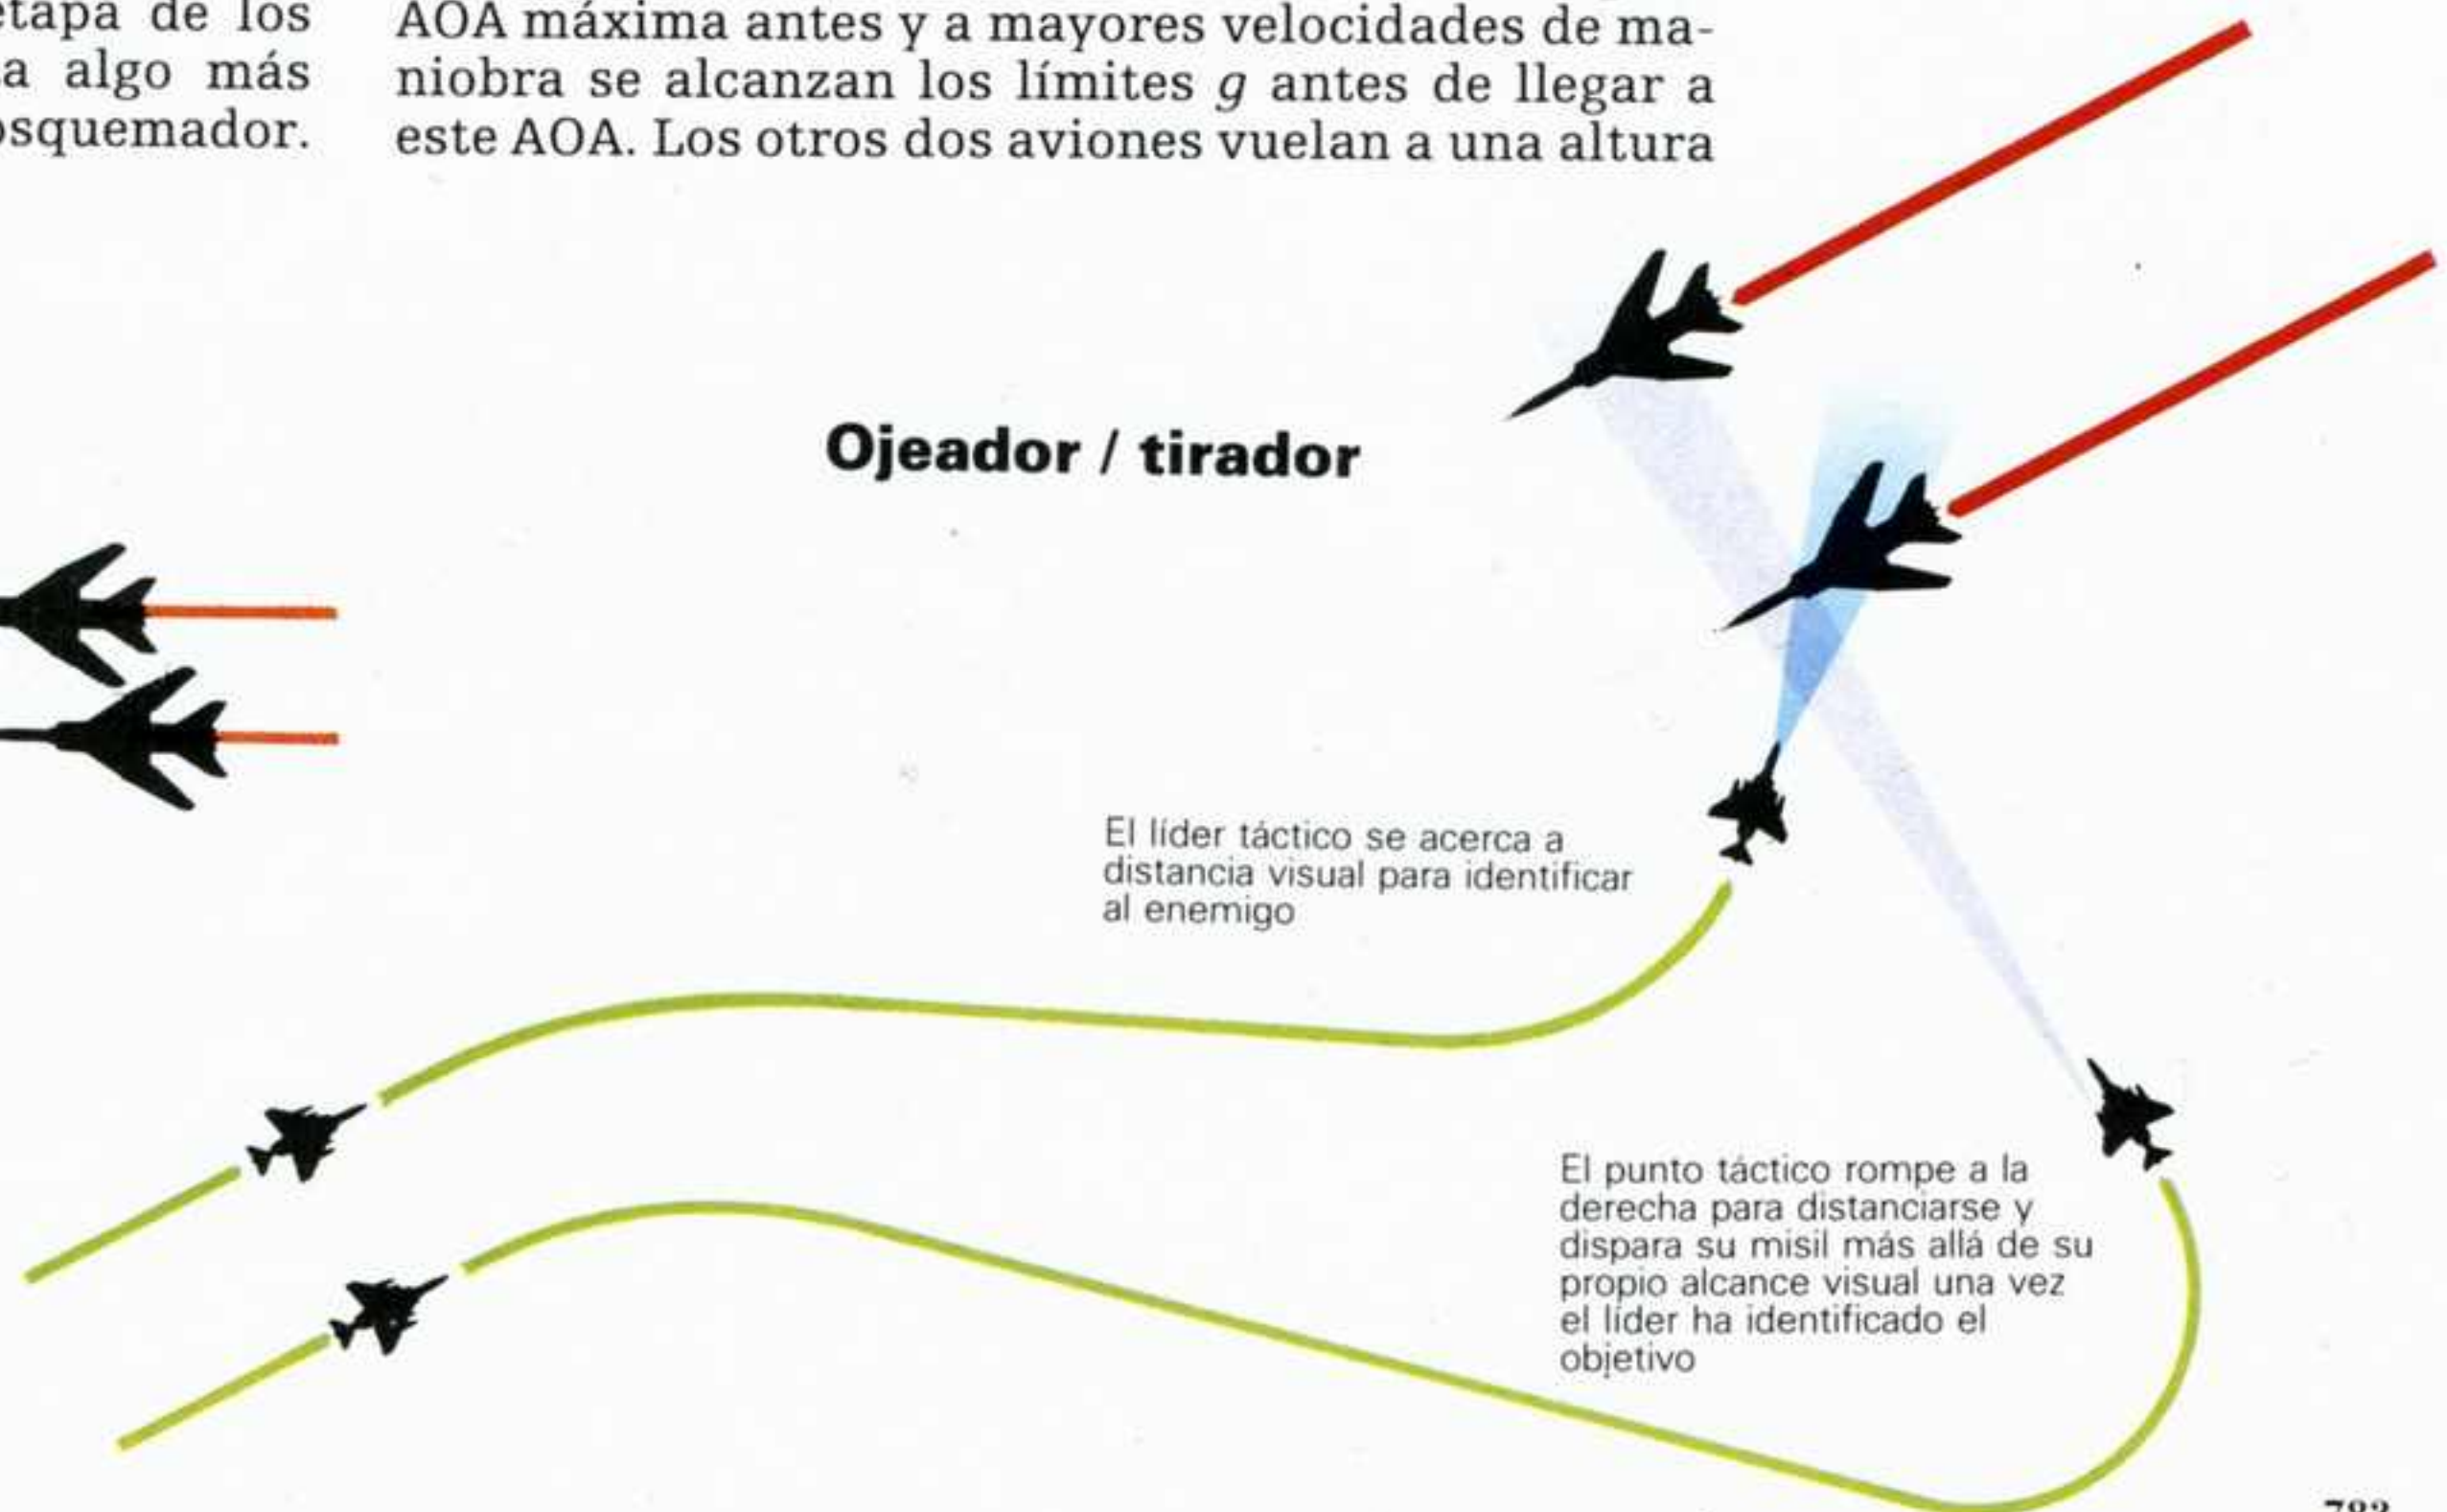 etapa de los
algo más
AOA máxima antes y a mayores velocidades de ma-
niobra se alcanzan los límites g antes de llegar a
este AOA. Los otros dos aviones vuelan a una altura
Ojeador / tirador
El líder táctico se acerca a
distancia visual para identificar
al enemigo
El punto táctico rompe a la
derecha para distanciarse y
dispara su misil más allá de su
propio alcance visual una vez
el líder ha identificado el
objetivo